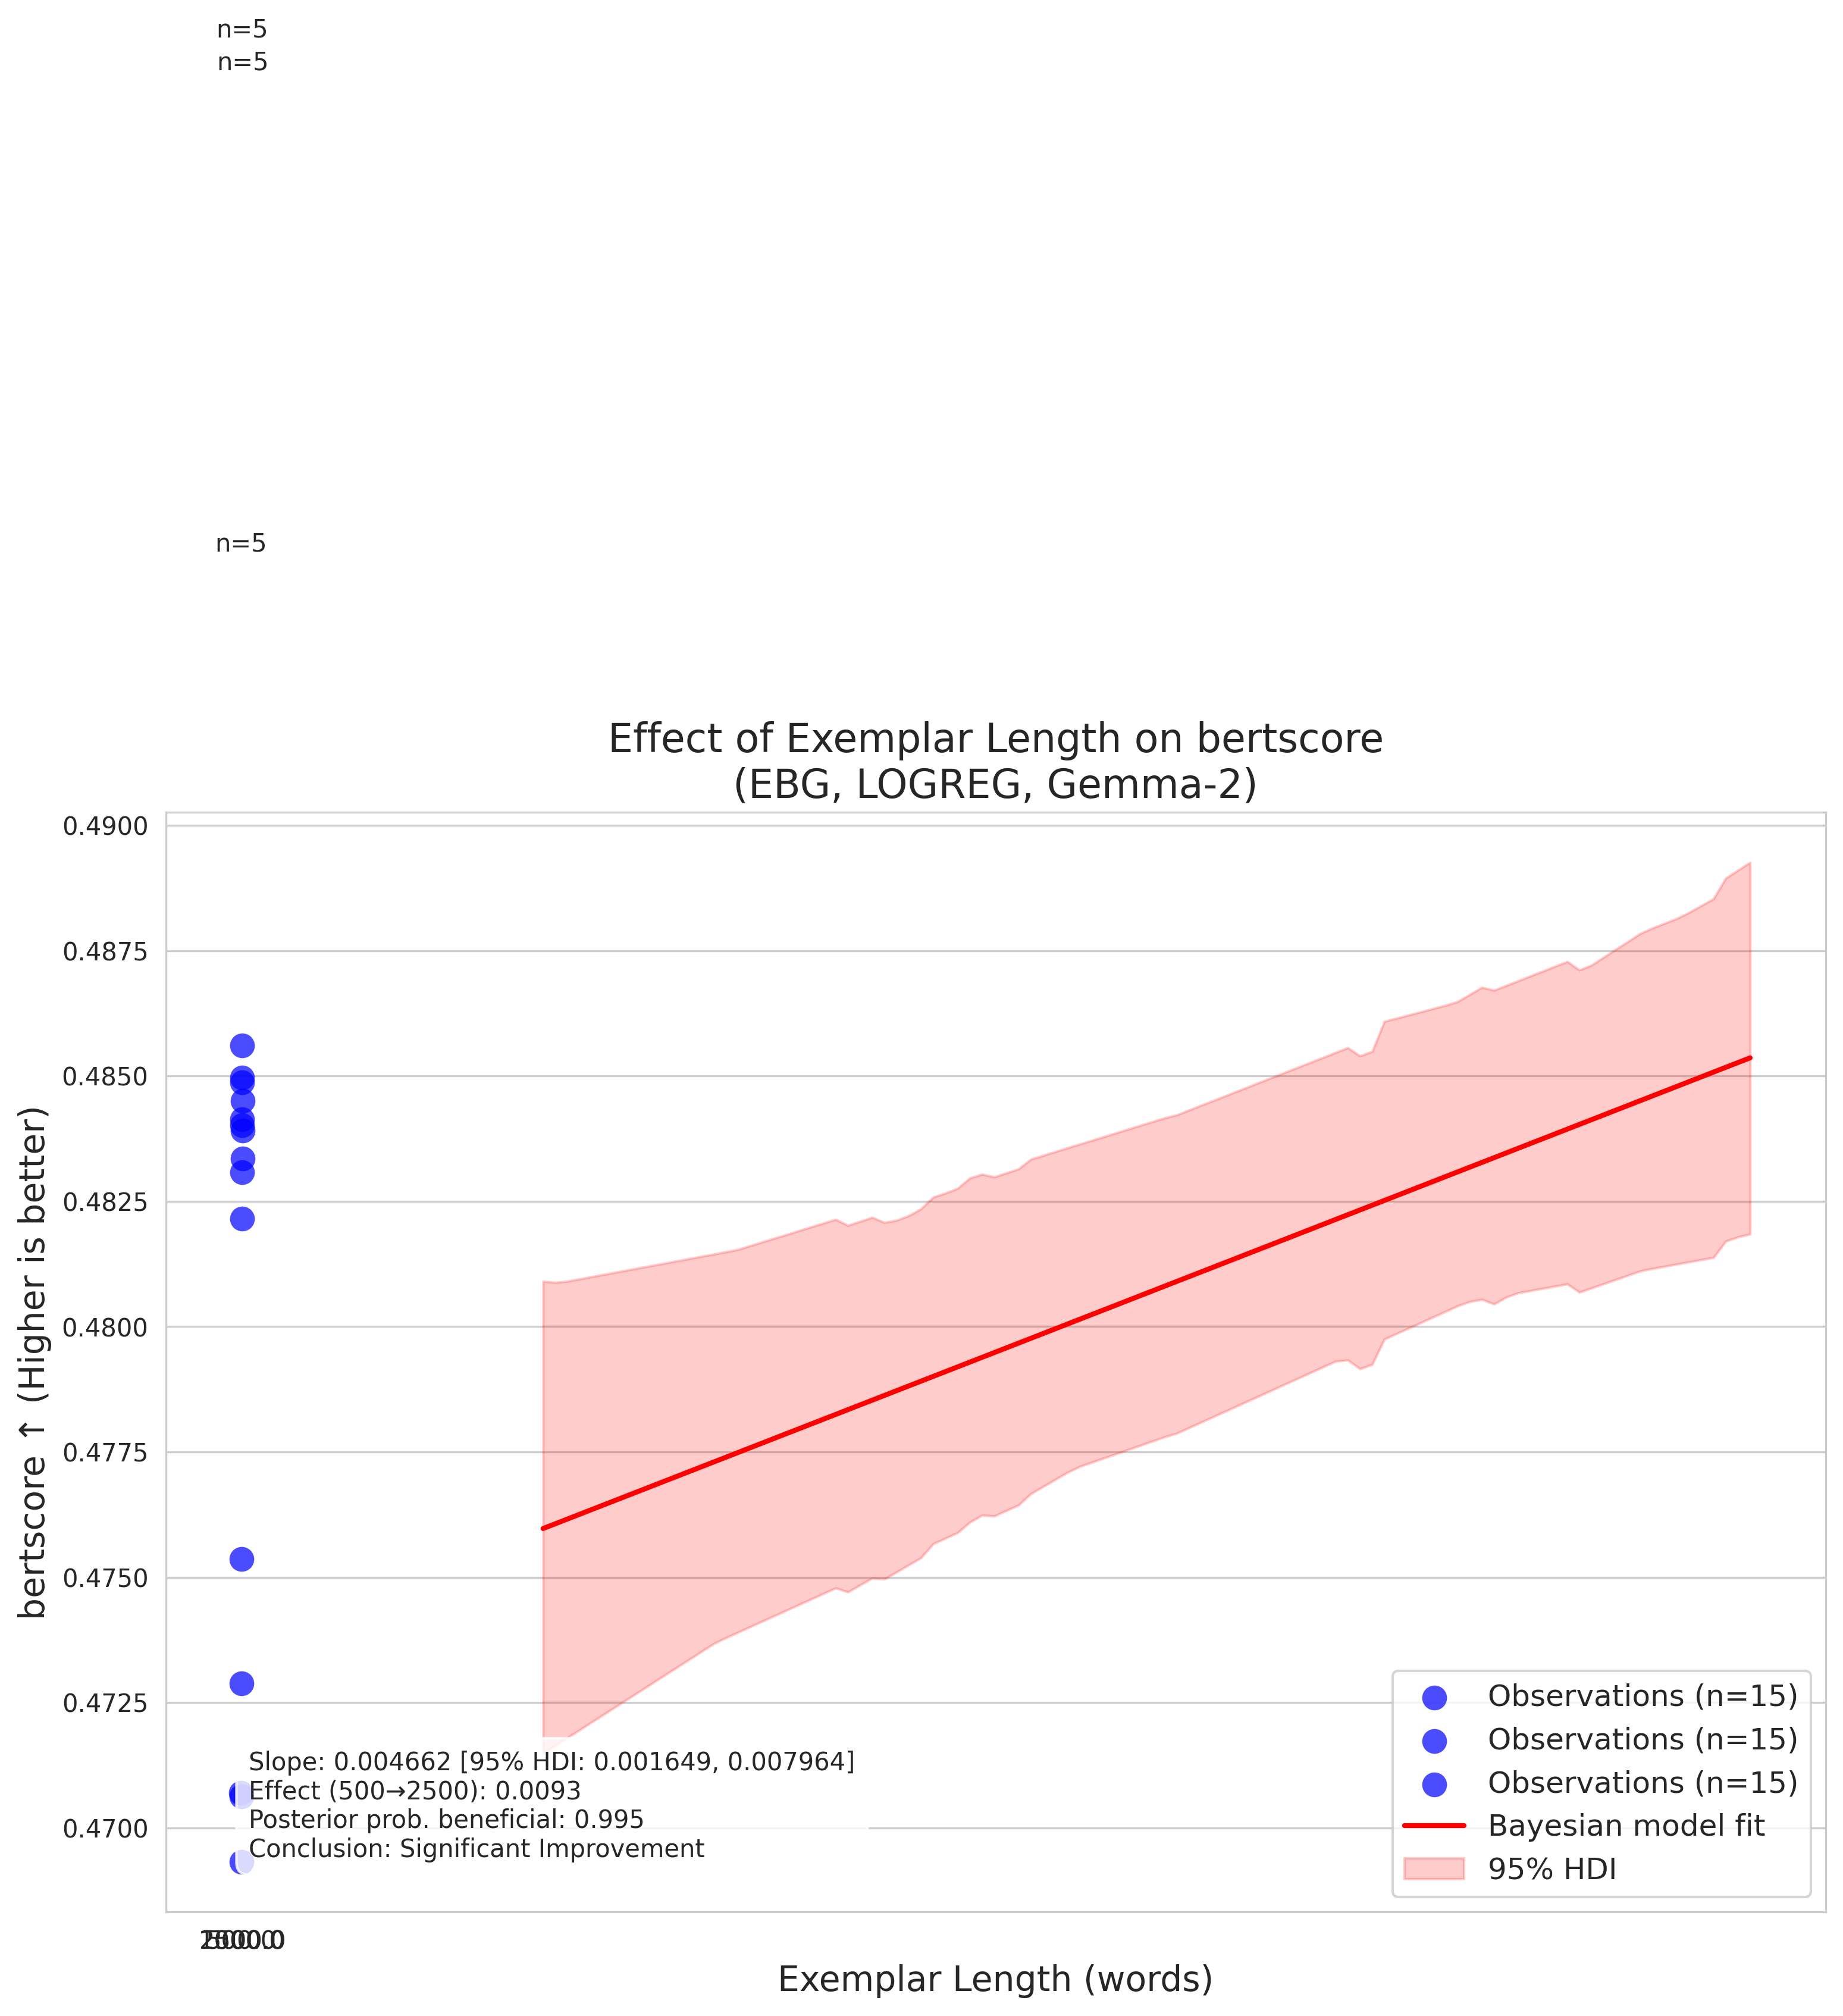 n=5
n=5
n=5
Effect of Exemplar Length on bertscore
(EBG, LOGREG, Gemma-2)
bertscore ↑ (Higher is better)
0.4900
0.4875
0.4850
0.4825
0.4800
0.4775
0.4750
0.4725
0.4700
Slope: 0.004662 [95% HDI: 0.001649, 0.007964]
Effect (500→2500): 0.0093
Posterior prob. beneficial: 0.995
Conclusion: Significant Improvement
Observations (n=15)
Observations (n=15)
Observations (n=15)
Bayesian model fit
95% HDI
Exemplar Length (words)